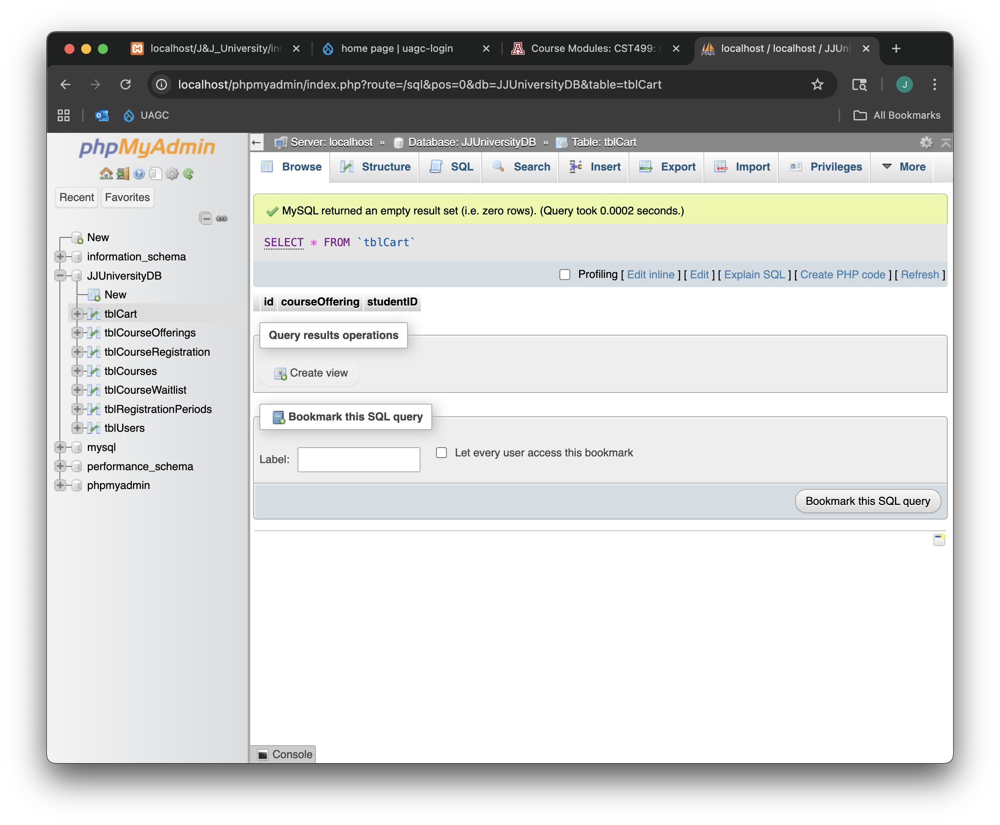 localhost/J&J_University/in
home page | uagc-login
Course Modules: CST499:
localhost / localhost / JJUni
localhost/phpmyadmin/index.php?route=/sql&pos=0&db=JJUniversityDB&table=tblCart
J
UAGC
All Bookmarks
phpMyAdmin
Recent
Favorites
New
information_schema
JJUniversityDB
New
tblCart
tblCourseOfferings
tblCourseRegistration
tblCourses
tblCourseWaitlist
tblRegistrationPeriods
tblUsers
mysql
performance_schema
phpmyadmin
Server: localhost » Database: JJUniversityDB » Table: tblCart
Browse Structure SQL Search Insert Export Import Privileges More
MySQL returned an empty result set (i.e. zero rows). (Query took 0.0002 seconds.)
SELECT * FROM `tblCart`
Profiling [ Edit inline ] [ Edit ] [ Explain SQL ] [ Create PHP code ] [ Refresh ]
id courseOffering studentID
Query results operations
Create view
Bookmark this SQL query
Label:
Let every user access this bookmark
Bookmark this SQL query
Console